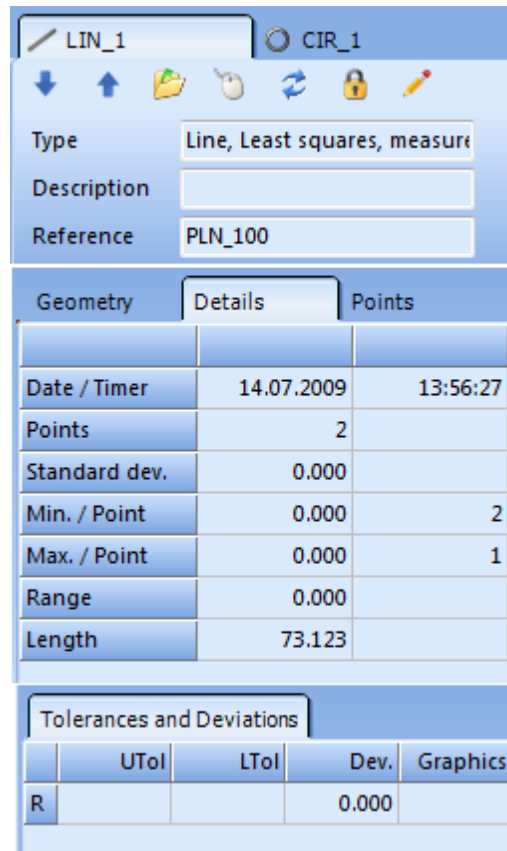 LIN_1 CIR_1
Type Line, Least squares, measure
Description
Reference PLN_100
Geometry Details Points
Date / Timer 14.07.2009 13:56:27
Points 2
Standard dev. 0.000
Min. / Point 0.000 2
Max. / Point 0.000 1
Range 0.000
Length 73.123
Tolerances and Deviations
UTol LTol Dev. Graphics
R 0.000